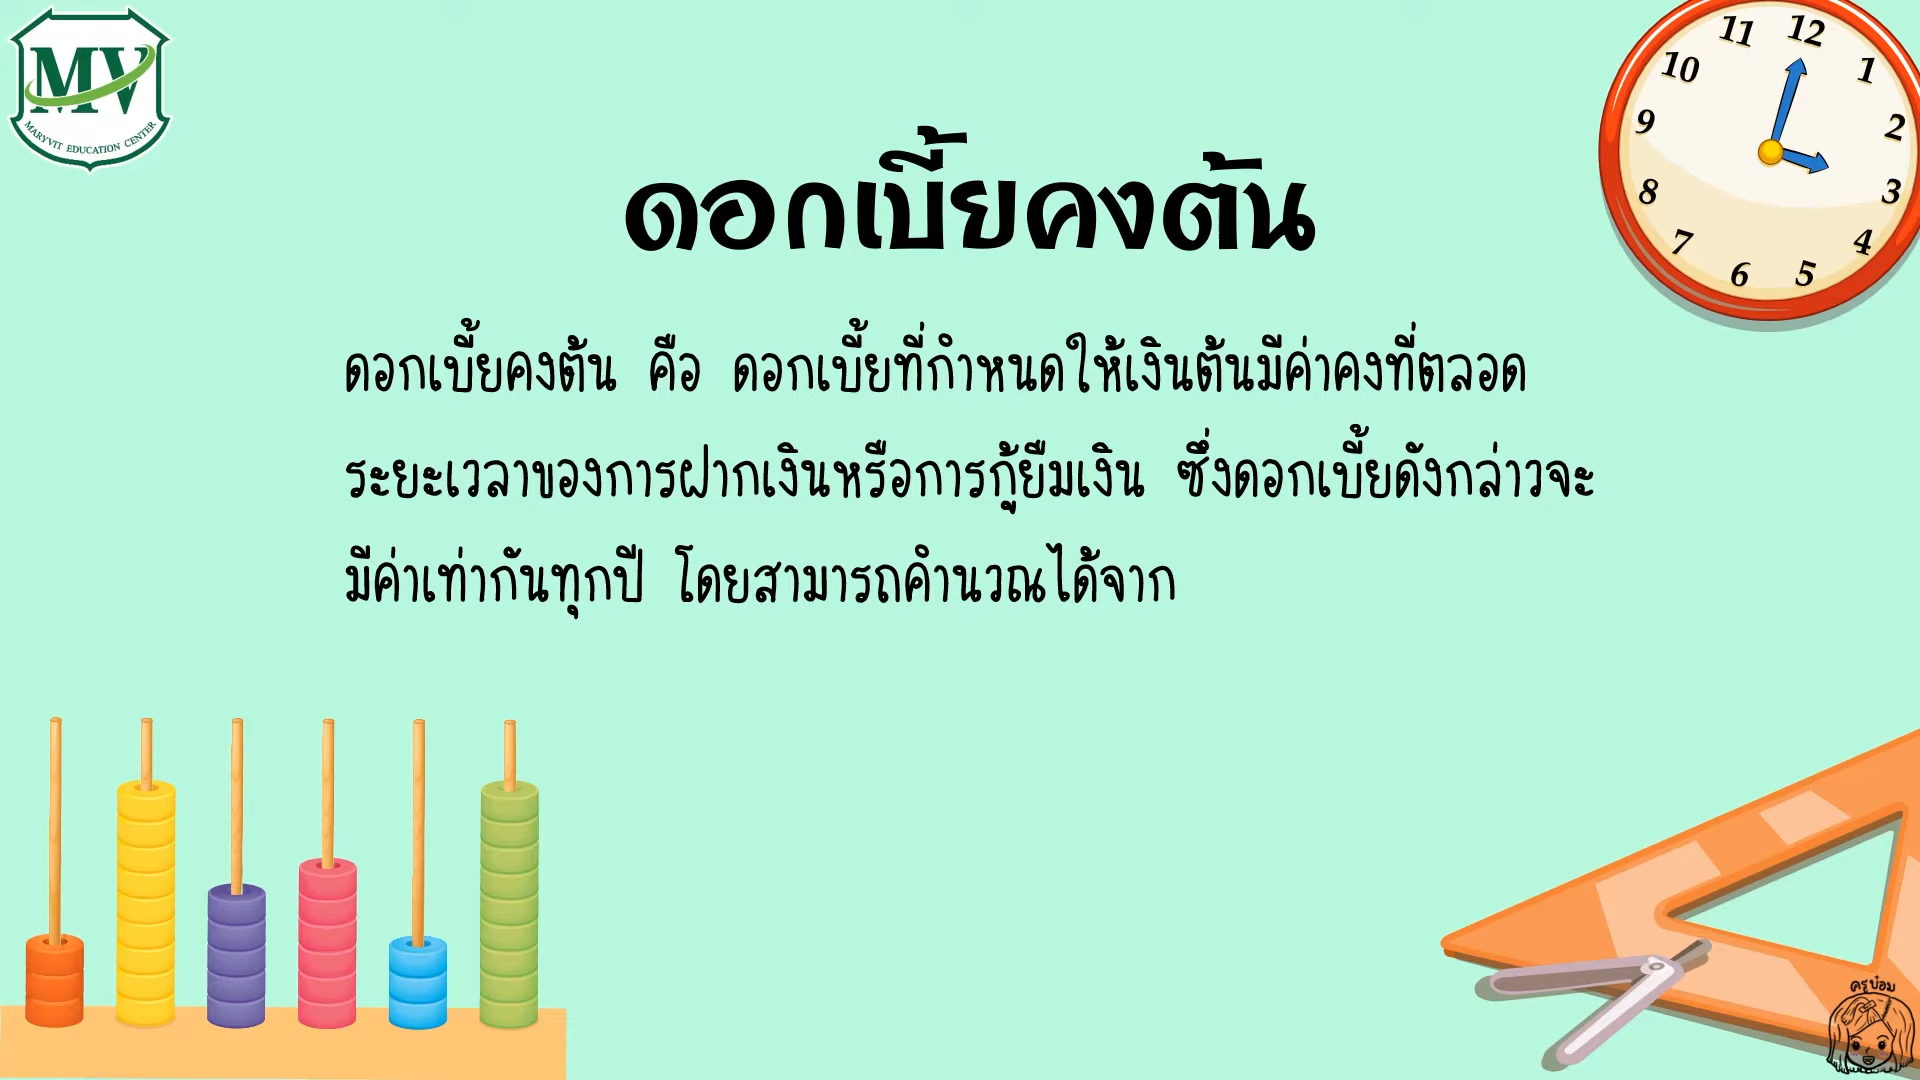 MV
MARYVIT EDUCATION CENTER
11 12 1
10 2
9 3
8 4
7 6 5
ดอกเบี้ยคงต้น
ดอกเบี้ยคงต้น คือ ดอกเบี้ยที่กำหนดให้เงินต้นมีค่าคงที่ตลอด
ระยะเวลาของการฝากเงินหรือการกู้ยืมเงิน ซึ่งดอกเบี้ยดังกล่าวจะ
มีค่าเท่ากันทุกปี โดยสามารถคำนวณได้จาก
ครูป๋อม